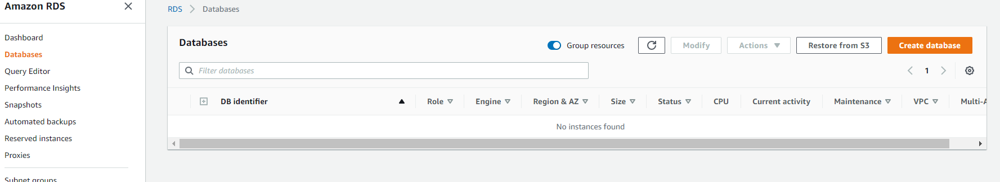 Amazon RDS
Dashboard
Databases
Query Editor
Performance Insights
Snapshots
Automated backups
Reserved instances
Proxies
Subnet groups
RDS Databases
Databases
Group resources Modify Actions Restore from S3 Create database
Filter databases
1
DB identifier Role Engine Region & AZ Size Status CPU Current activity Maintenance VPC Multi-A
No instances found